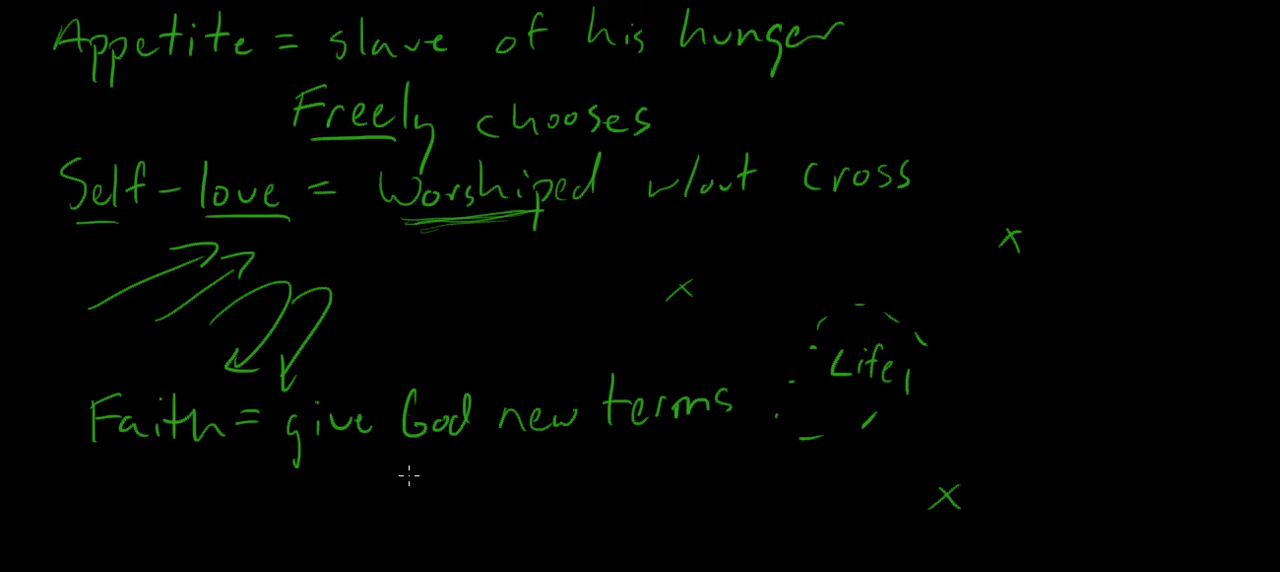 Appetite = slave of his hunger
Freely chooses
Self-love = Worshiped w/out cross
x
x
Life
Faith = give God new terms
x